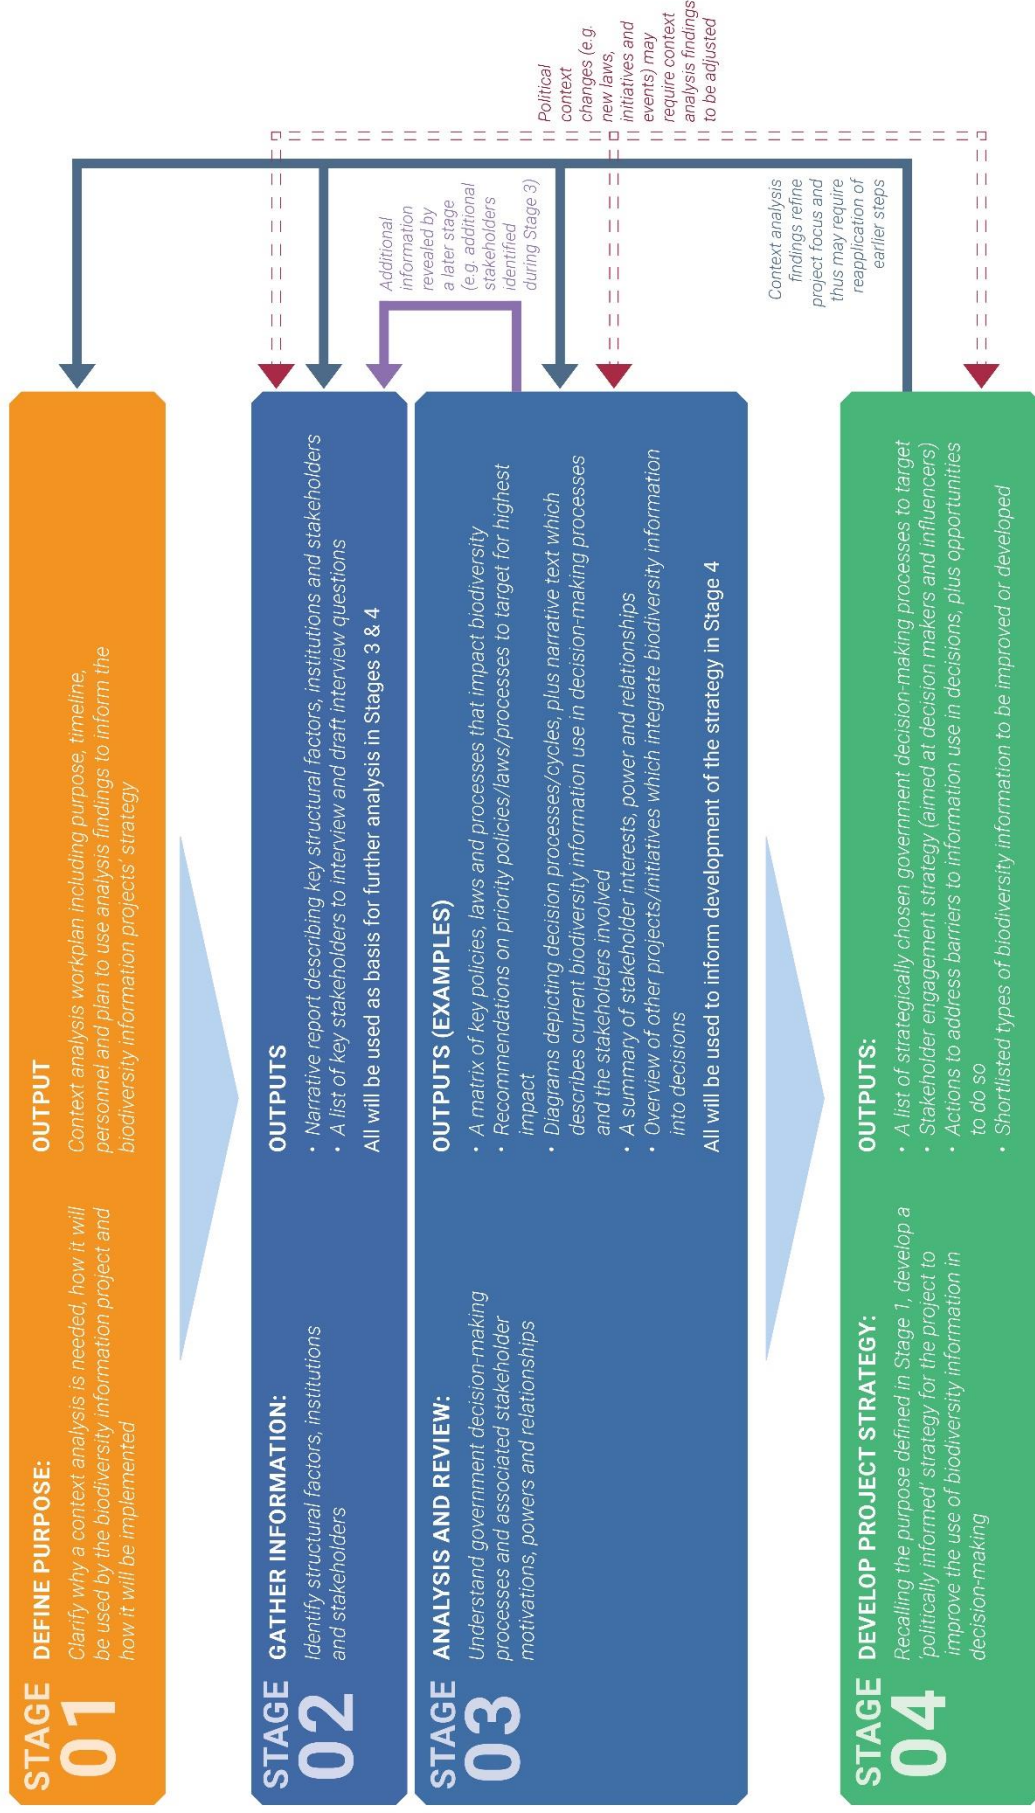 STAGE
01
DEFINE PURPOSE:
Clarify why a context analysis is needed, how it will
be used by the biodiversity information project and
how it will be implemented
OUTPUT
Context analysis workplan including purpose, timeline,
personnel and plan to use analysis findings to inform the
biodiversity information projects' strategy
STAGE
02
GATHER INFORMATION:
Identify structural factors, institutions
and stakeholders
OUTPUTS
• Narrative report describing key structural factors, institutions and stakeholders
• A list of key stakeholders to interview and draft interview questions
All will be used as basis for further analysis in Stages 3 & 4
STAGE
03
ANALYSIS AND REVIEW:
Understand government decision-making
processes and associated stakeholder
motivations, powers and relationships
OUTPUTS (EXAMPLES)
• A matrix of key policies, laws and processes that impact biodiversity
• Recommendations on priority policies/laws/processes to target for highest
impact
• Diagrams depicting decision processes/cycles, plus narrative text which
describes current biodiversity information use in decision-making processes
and the stakeholders involved
• A summary of stakeholder interests, power and relationships
• Overview of other projects/initiatives which integrate biodiversity information
into decisions
All will be used to inform development of the strategy in Stage 4
STAGE
04
DEVELOP PROJECT STRATEGY:
Recalling the purpose defined in Stage 1, develop a
'politically informed' strategy for the project to
improve the use of biodiversity information in
decision-making
OUTPUTS:
• A list of strategically chosen government decision-making processes to target
• Stakeholder engagement strategy (aimed at decision makers and influencers)
• Actions to address barriers to information use in decisions, plus opportunities
to do so
• Shortlisted types of biodiversity information to be improved or developed
Additional
information
revealed by
a later stage
(e.g. additional
stakeholders
identified
during Stage 3)
Context analysis
findings refine
project focus and
thus may require
reapplication of
earlier steps
Political
context
changes (e.g.
new laws,
initiatives and
events) may
require context
analysis findings
to be adjusted